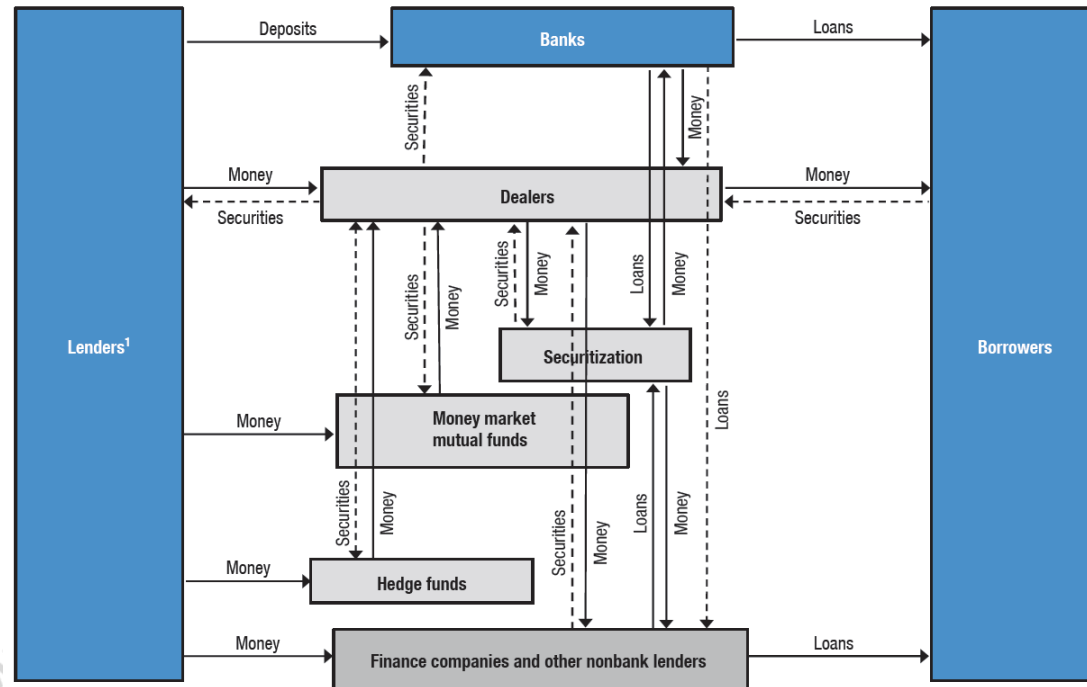 Deposits
Banks
Loans
Securities
Money
Money
Dealers
Money
Securities
Securities
Securities
Money
Securities
Money
Loans
Money
Lenders¹
Securitization
Borrowers
Money
Money market
mutual funds
Loans
Securities
Money
Securities
Money
Loans
Money
Money
Hedge funds
Money
Finance companies and other nonbank lenders
Loans